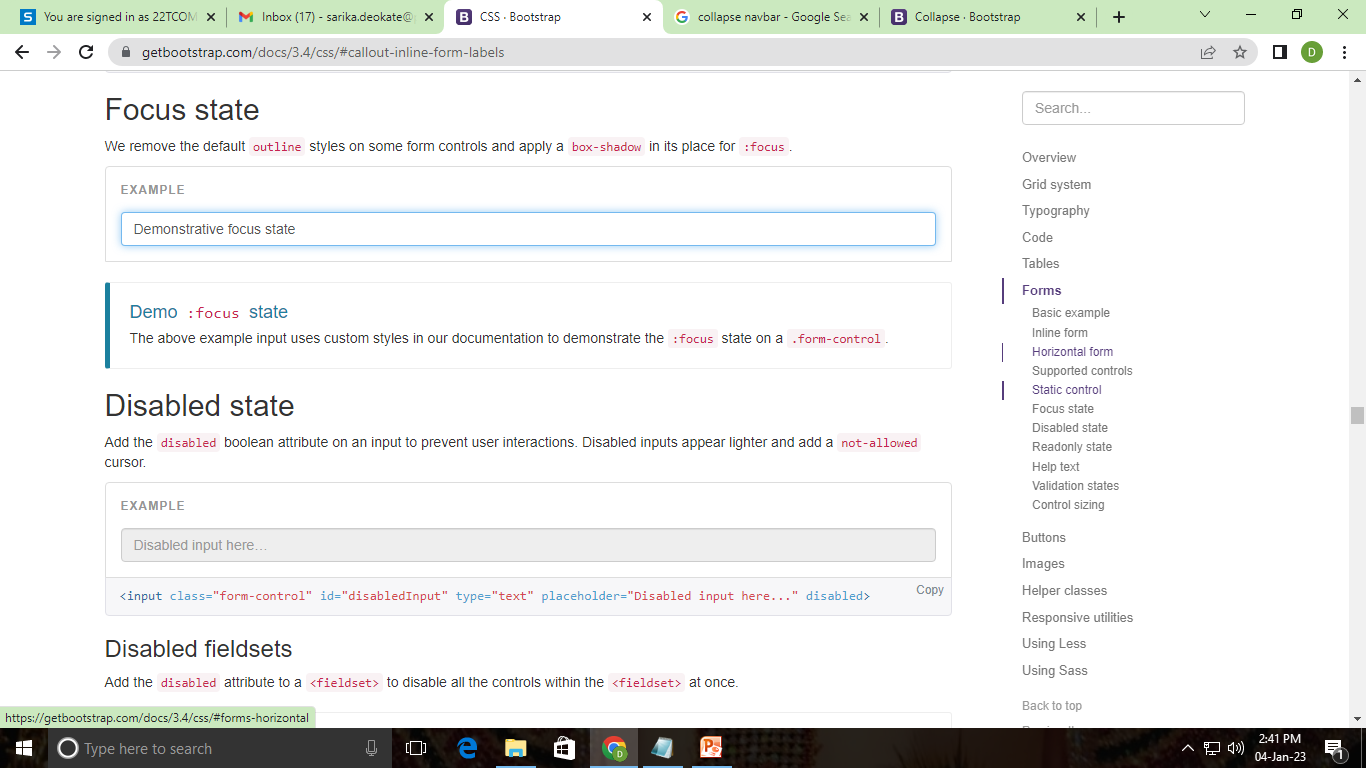 You are signed in as 22TCOM
Inbox (17) - sarika.deokate@
CSS · Bootstrap
collapse navbar - Google Sea
Collapse · Bootstrap
getbootstrap.com/docs/3.4/css/#callout-inline-form-labels
D
Focus state
We remove the default outline styles on some form controls and apply a box-shadow in its place for :focus.
EXAMPLE
Demonstrative focus state
Demo :focus state
The above example input uses custom styles in our documentation to demonstrate the :focus state on a .form-control.
Disabled state
Add the disabled boolean attribute on an input to prevent user interactions. Disabled inputs appear lighter and add a not-allowed
cursor.
EXAMPLE
Disabled input here…
Copy
<input class="form-control" id="disabledInput" type="text" placeholder="Disabled input here..." disabled>
Disabled fieldsets
Add the disabled attribute to a <fieldset> to disable all the controls within the <fieldset> at once.
Search...
Overview
Grid system
Typography
Code
Tables
Forms
Basic example
Inline form
Horizontal form
Supported controls
Static control
Focus state
Disabled state
Readonly state
Help text
Validation states
Control sizing
Buttons
Images
Helper classes
Responsive utilities
Using Less
Using Sass
Back to top
https://getbootstrap.com/docs/3.4/css/#forms-horizontal
Type here to search
2:41 PM
04-Jan-23
1